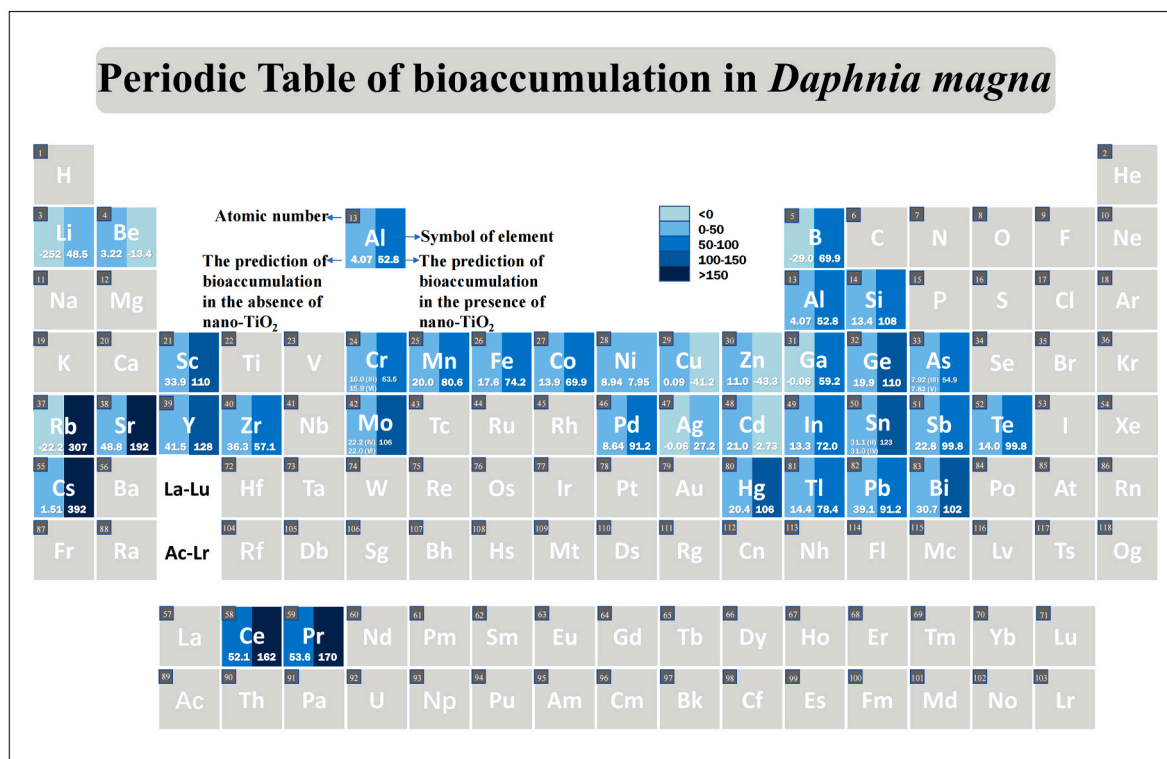 Periodic Table of bioaccumulation in Daphnia magna
1
H
2
He
3
Li
-252 48.5
4
Be
3.22 -13.4
Atomic number
The prediction of
bioaccumulation
in the absence of
nano-TiO₂
13
Al
4.07 52.8
Symbol of element
The prediction of
bioaccumulation
in the presence of
nano-TiO₂
<0
0-50
50-100
100-150
>150
5
B
-29.0 69.9
6
C
7
N
8
O
9
F
10
Ne
11
Na
12
Mg
13
Al
4.07 52.8
14
Si
13.4 108
15
P
16
S
17
Cl
18
Ar
19
K
20
Ca
21
Sc
33.9 110
22
Ti
23
V
24
Cr
16.0 (III) 63.5
15.9 (VI)
25
Mn
20.0 80.6
26
Fe
17.6 74.2
27
Co
13.9 69.9
28
Ni
8.94 7.95
29
Cu
0.09 -41.2
30
Zn
11.0 -43.3
31
Ga
-0.06 59.2
32
Ge
19.9 110
33
As
7.92 (III) 54.9
7.82 (V)
34
Se
35
Br
36
Kr
37
Rb
-22.2 307
38
Sr
48.8 192
39
Y
41.5 128
40
Zr
36.3 57.1
41
Nb
42
Mo
22.2 (IV) 106
22.0 (VI)
43
Tc
44
Ru
45
Rh
46
Pd
8.64 91.2
47
Ag
-0.06 27.2
48
Cd
21.0 -2.73
49
In
13.3 72.0
50
Sn
31.1 (II) 123
31.0 (IV)
51
Sb
22.8 99.8
52
Te
14.0 99.8
53
I
54
Xe
55
Cs
1.51 392
56
Ba
La-Lu
72
Hf
73
Ta
74
W
75
Re
76
Os
77
Ir
78
Pt
79
Au
80
Hg
20.4 106
81
Tl
14.4 78.4
82
Pb
39.1 91.2
83
Bi
30.7 102
84
Po
85
At
86
Rn
87
Fr
88
Ra
Ac-Lr
104
Rf
105
Db
106
Sg
107
Bh
108
Hs
109
Mt
110
Ds
111
Rg
112
Cn
113
Nh
114
Fl
115
Mc
116
Lv
117
Ts
118
Og
57
La
58
Ce
52.1 162
59
Pr
53.6 170
60
Nd
61
Pm
62
Sm
63
Eu
64
Gd
65
Tb
66
Dy
67
Ho
68
Er
69
Tm
70
Yb
71
Lu
89
Ac
90
Th
91
Pa
92
U
93
Np
94
Pu
95
Am
96
Cm
97
Bk
98
Cf
99
Es
100
Fm
101
Md
102
No
103
Lr